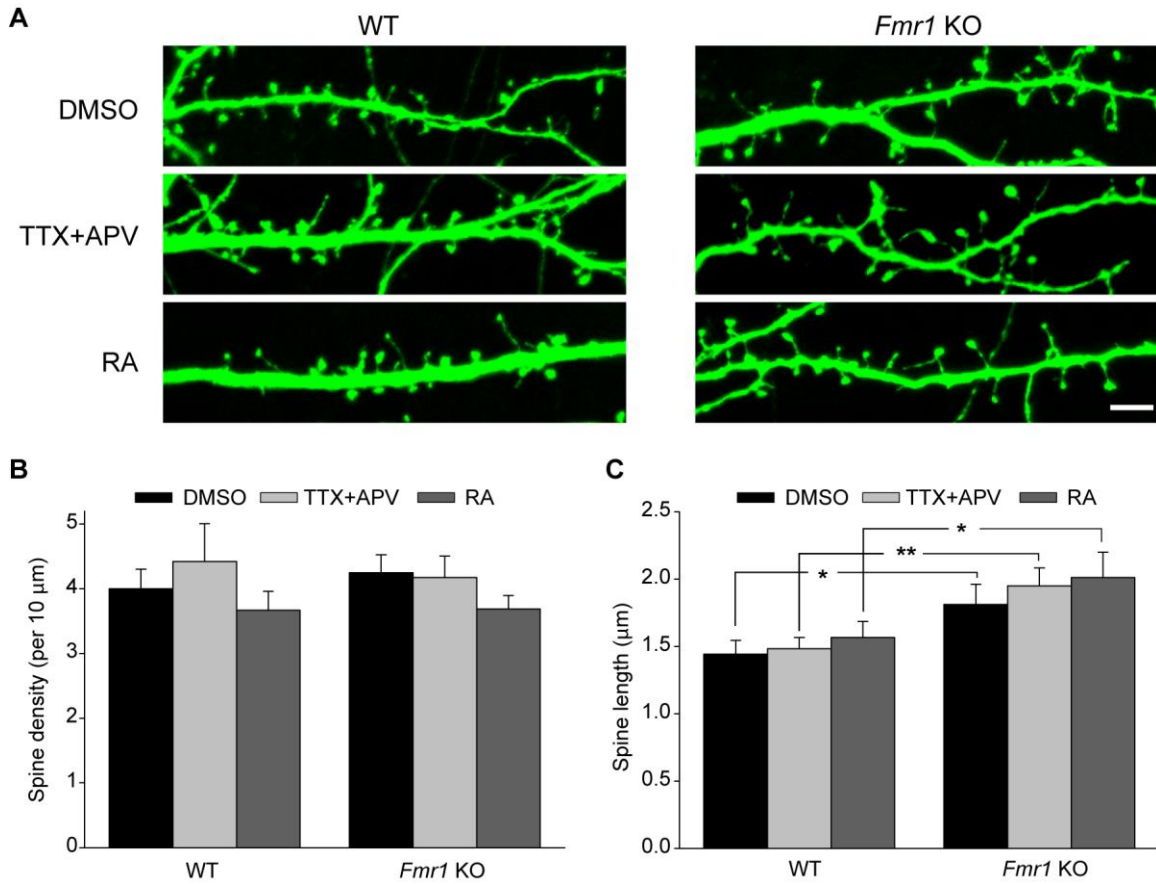 A
WT
Fmr1 KO
DMSO
TTX+APV
RA
B
DMSO TTX+APV RA
Spine density (per 10 µm)
5
4
3
2
1
0
WT
Fmr1 KO
C
DMSO TTX+APV RA
Spine length (µm)
2.5
2.0
1.5
1.0
0.5
0.0
*
**
*
WT
Fmr1 KO